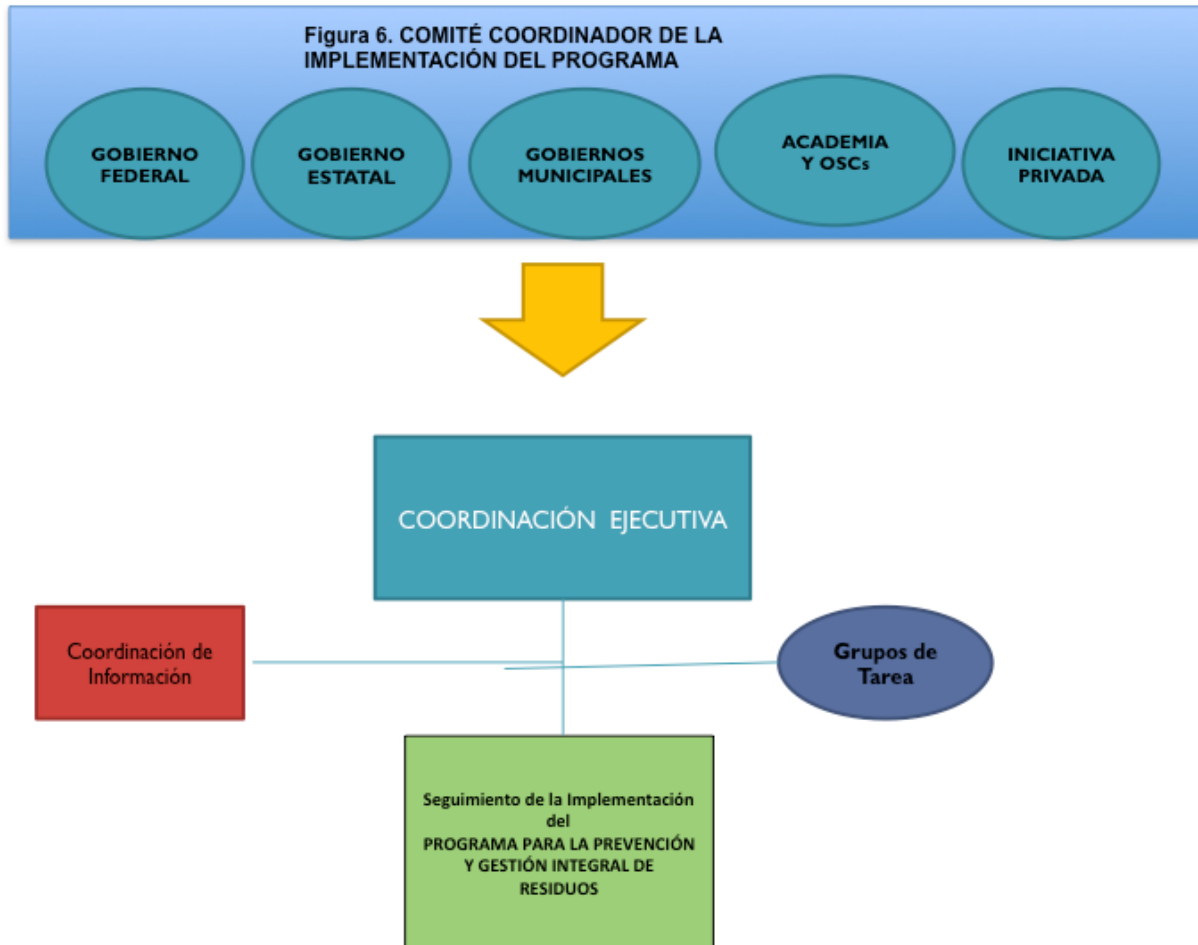 Figura 6. COMITÉ COORDINADOR DE LA
IMPLEMENTACIÓN DEL PROGRAMA
GOBIERNO
FEDERAL
GOBIERNO
ESTATAL
GOBIERNOS
MUNICIPALES
ACADEMIA
Y OSCs
INICIATIVA
PRIVADA
COORDINACIÓN EJECUTIVA
Coordinación de
Información
Grupos de
Tarea
Seguimiento de la Implementación
del
PROGRAMA PARA LA PREVENCIÓN
Y GESTIÓN INTEGRAL DE
RESIDUOS